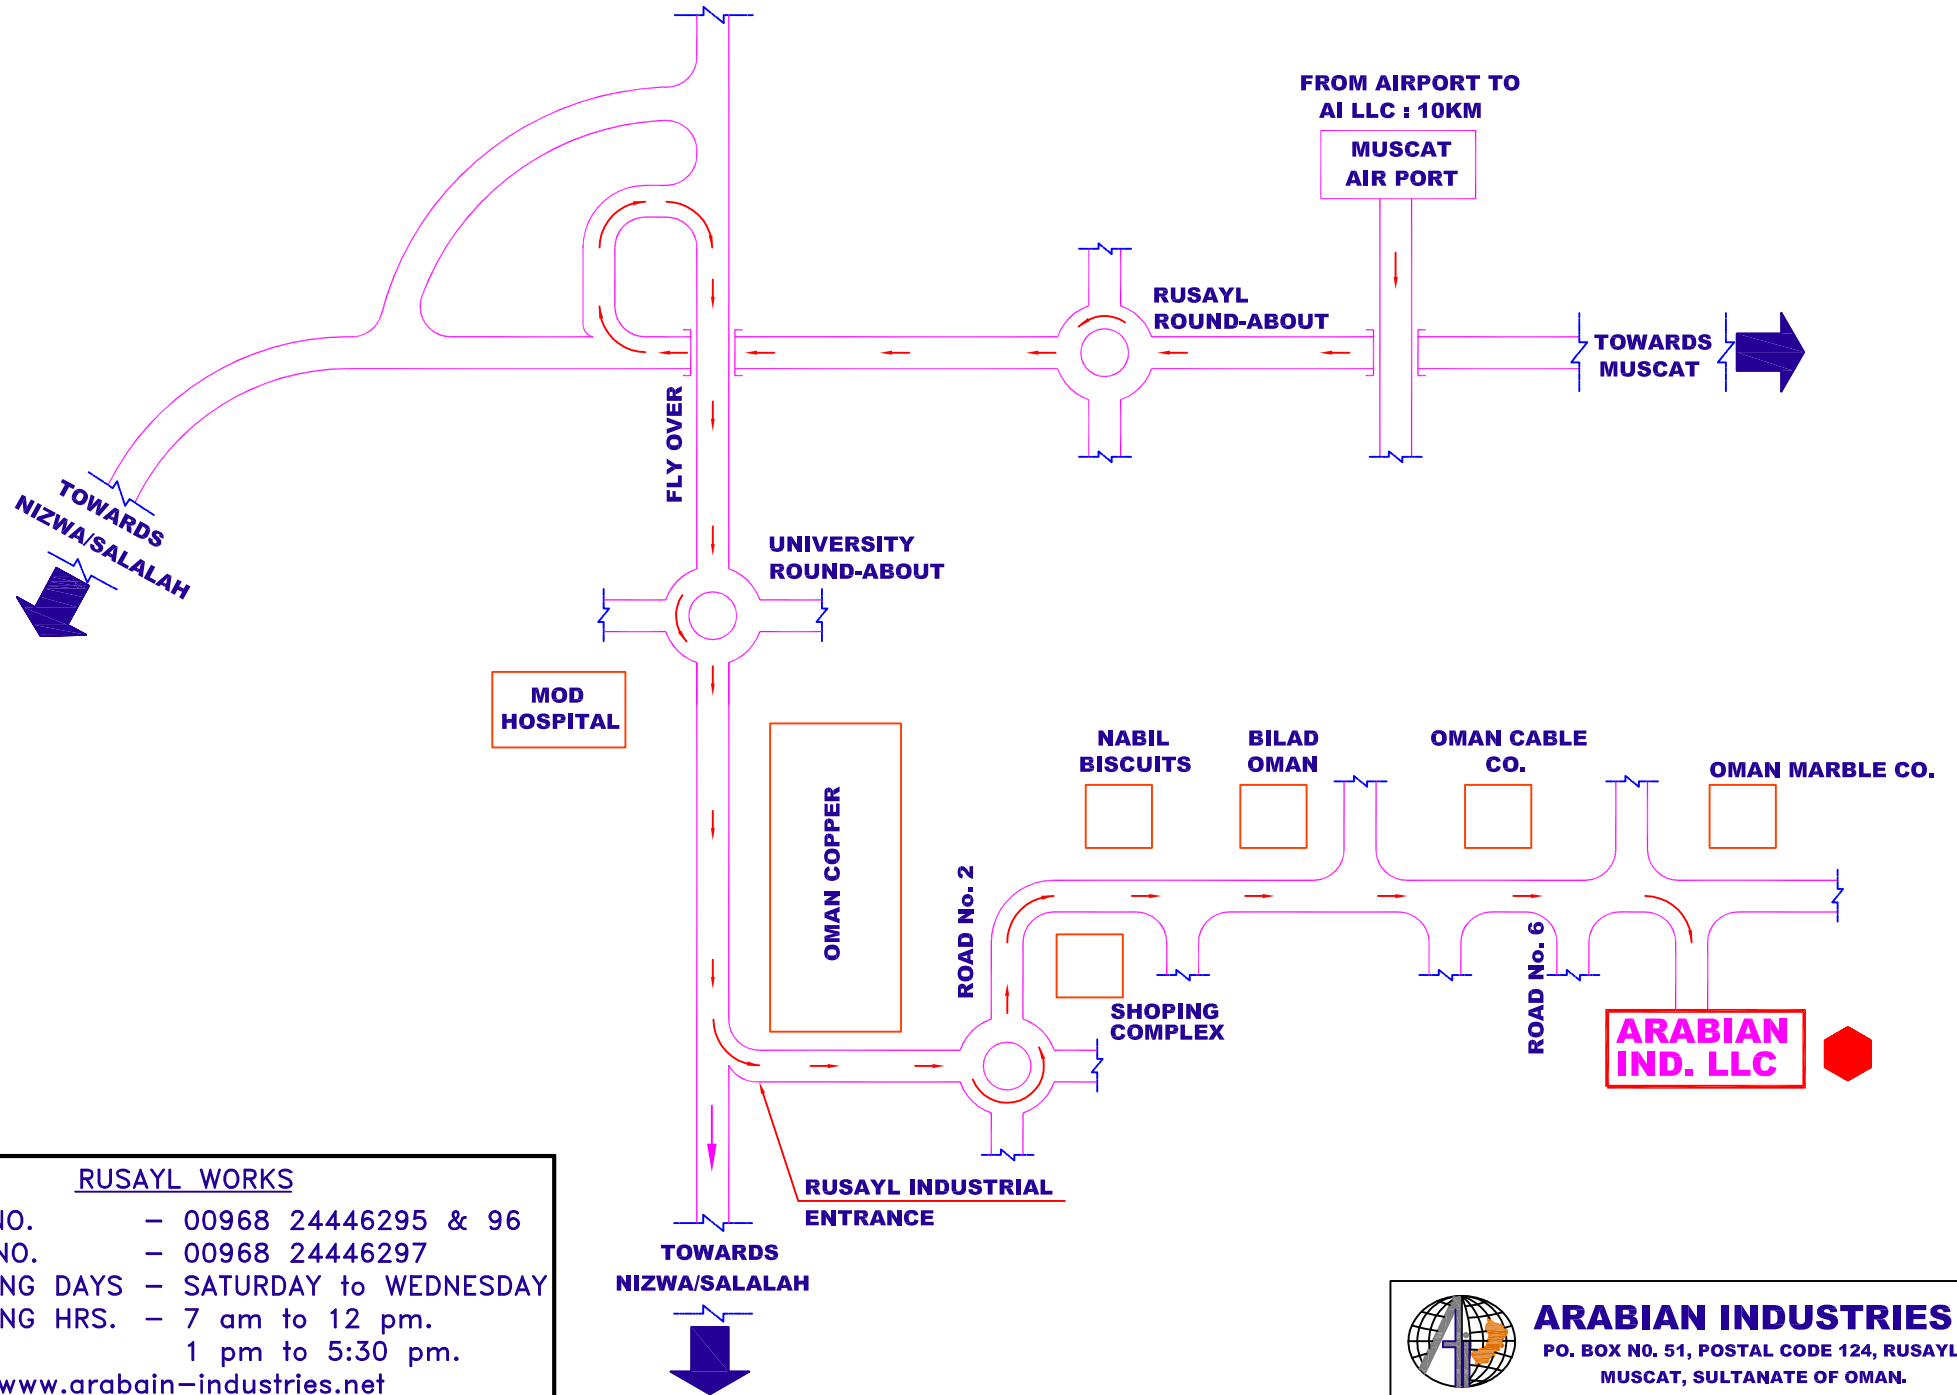 FROM AIRPORT TO
AI LLC : 10KM
MUSCAT
AIR PORT
RUSAYL
ROUND-ABOUT
TOWARDS
MUSCAT
FLY OVER
TOWARDS
NIZWA/SALALAH
UNIVERSITY
ROUND-ABOUT
MOD
HOSPITAL
OMAN COPPER
NABIL
BISCUITS
BILAD
OMAN
OMAN CABLE
CO.
OMAN MARBLE CO.
ROAD No. 2
ROAD No. 6
SHOPING
COMPLEX
ARABIAN
IND. LLC
RUSAYL INDUSTRIAL
ENTRANCE
TOWARDS
NIZWA/SALALAH
RUSAYL WORKS
NO. - 00968 24446295 & 96
NO. - 00968 24446297
NG DAYS - SATURDAY to WEDNESDAY
NG HRS. - 7 am to 12 pm.
1 pm to 5:30 pm.
www.arabain-industries.net
ARABIAN INDUSTRIES
PO. BOX NO. 51, POSTAL CODE 124, RUSAYL
MUSCAT, SULTANATE OF OMAN.